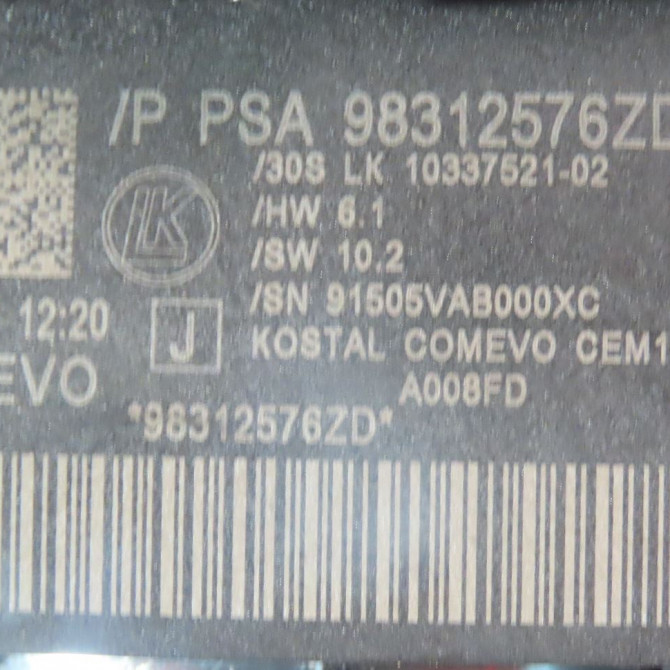 /P PSA 98312576ZD
/30S LK 10337521-02
LK
/HW 6.1
/SW 10.2
/SN 91505VAB000XC
12:20
J
KOSTAL COMEVO CEM1
EVO
A008FD
*98312576ZD*